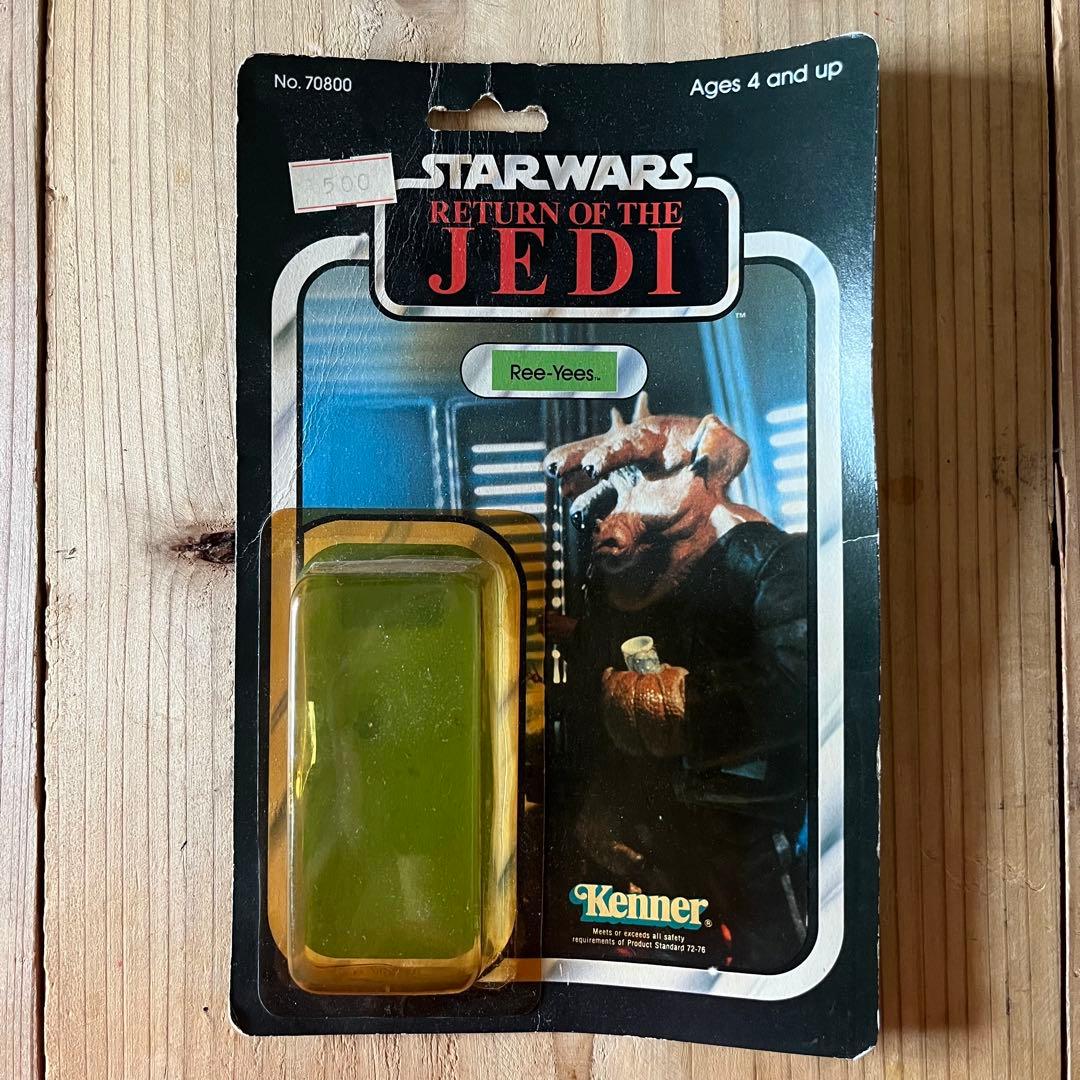 No. 70800
Ages 4 and up
500
STAR WARS
RETURN OF THE
JEDI
TM
Ree-Yees TM
Kenner ®
Meets or exceeds all safety
requirements of Product Standard 72-76